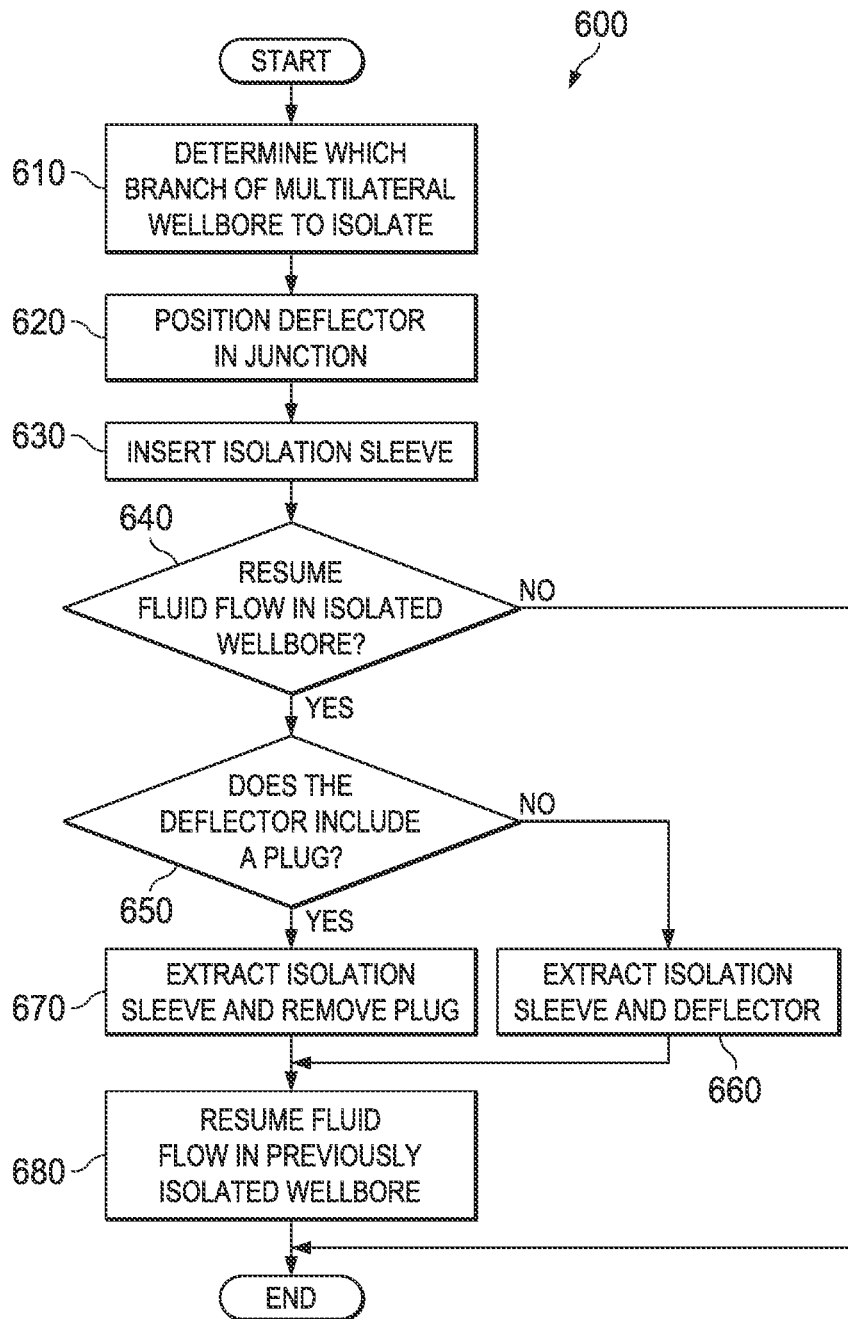 600
START
610
DETERMINE WHICH
BRANCH OF MULTILATERAL
WELLBORE TO ISOLATE
620
POSITION DEFLECTOR
IN JUNCTION
630
INSERT ISOLATION SLEEVE
640
RESUME
FLUID FLOW IN ISOLATED
WELLBORE?
NO
YES
DOES THE
DEFLECTOR INCLUDE
A PLUG?
NO
650
YES
670
EXTRACT ISOLATION
SLEEVE AND REMOVE PLUG
EXTRACT ISOLATION
SLEEVE AND DEFLECTOR
660
680
RESUME FLUID
FLOW IN PREVIOUSLY
ISOLATED WELLBORE
END